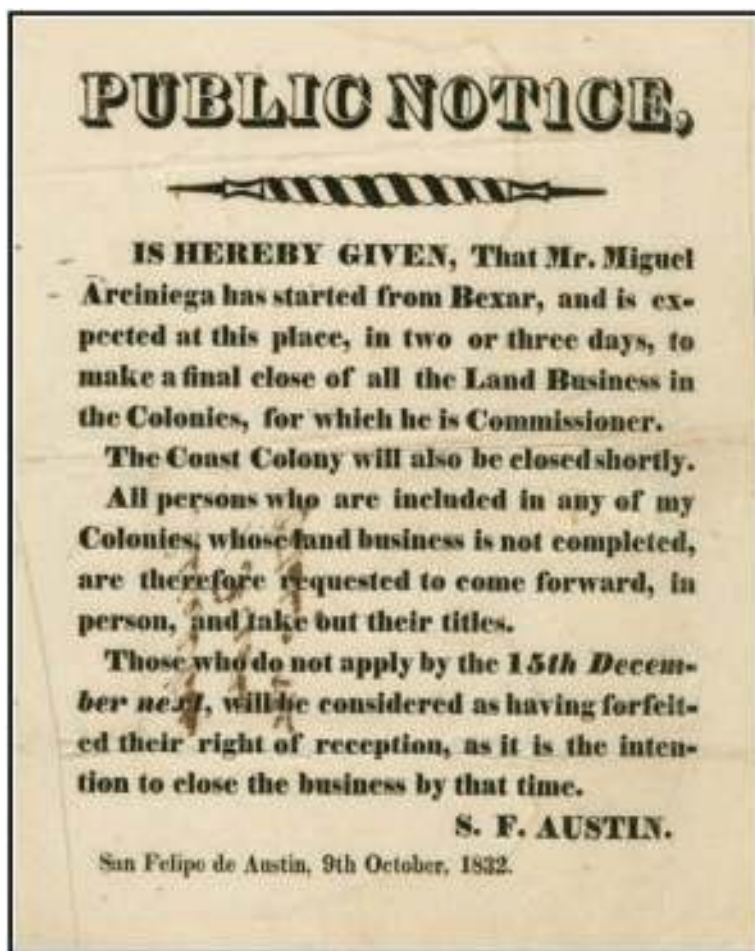 PUBLIC NOTICE,
IS HEREBY GIVEN, That Mr. Miguel
Arciniega has started from Bexar, and is ex-
pected at this place, in two or three days, to
make a final close of all the Land Business in
the Colonies, for which he is Commissioner.
The Coast Colony will also be closed shortly.
All persons who are included in any of my
Colonies, whose land business is not completed,
are therefore requested to come forward, in
person, and take out their titles.
Those who do not apply by the 15th Decem-
ber next, will be considered as having forfeit-
ed their right of reception, as it is the inten-
tion to close the business by that time.
S. F. AUSTIN.
San Felipe de Austin, 9th October, 1832.